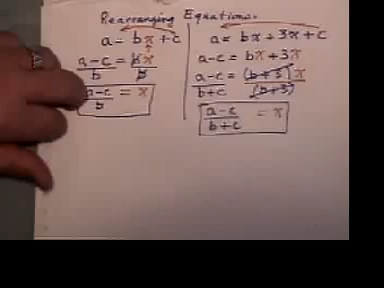 Rearranging Equations
a = bx + c
a-c = bx
b b
a-c = x
b
a = bx + 3x + c
a-c = bx + 3x
a-c = (b+3)x
b+c (b+3)
a-c = x
b+c